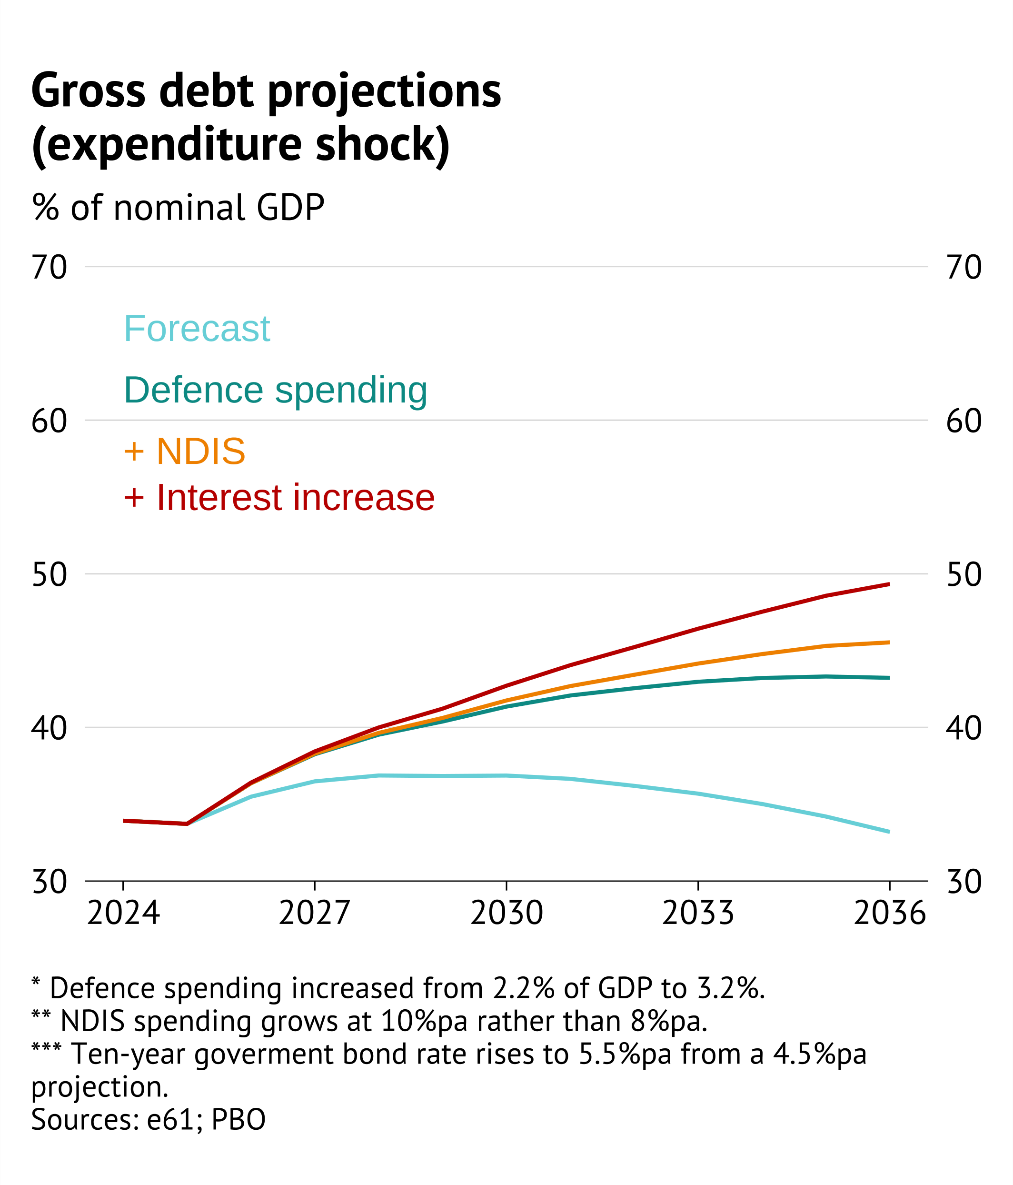 Gross debt projections
(expenditure shock)
% of nominal GDP
70 70
Forecast
Defence spending
60 60
+ NDIS
+ Interest increase
50 50
40 40
30 30
2024 2027 2030 2033 2036
* Defence spending increased from 2.2% of GDP to 3.2%.
** NDIS spending grows at 10%pa rather than 8%pa.
*** Ten-year goverment bond rate rises to 5.5%pa from a 4.5%pa
projection.
Sources: e61; PBO